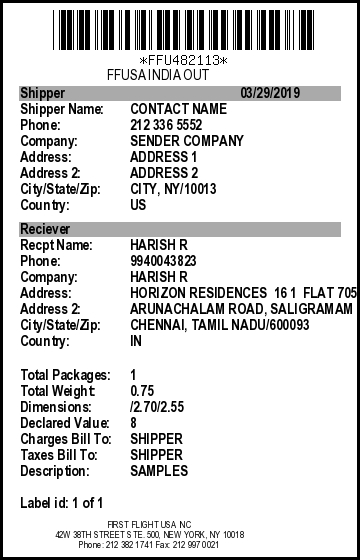 *FFU482113*
FFUSA INDIA OUT
Shipper 03/29/2019
Shipper Name: CONTACT NAME
Phone: 212 336 5552
Company: SENDER COMPANY
Address: ADDRESS 1
Address 2: ADDRESS 2
City/State/Zip: CITY, NY/10013
Country: US
Reciever
Recpt Name: HARISH R
Phone: 9940043823
Company: HARISH R
Address: HORIZON RESIDENCES 16 1 FLAT 705
Address 2: ARUNACHALAM ROAD, SALIGRAMAM
City/State/Zip: CHENNAI, TAMIL NADU/600093
Country: IN
Total Packages: 1
Total Weight: 0.75
Dimensions: /2.70/2.55
Declared Value: 8
Charges Bill To: SHIPPER
Taxes Bill To: SHIPPER
Description: SAMPLES
Label id: 1 of 1
FIRST FLIGHT USA INC
42W 38TH STREET STE. 500, NEW YORK, NY 10018
Phone: 212 382 1741 Fax: 212 997 0021